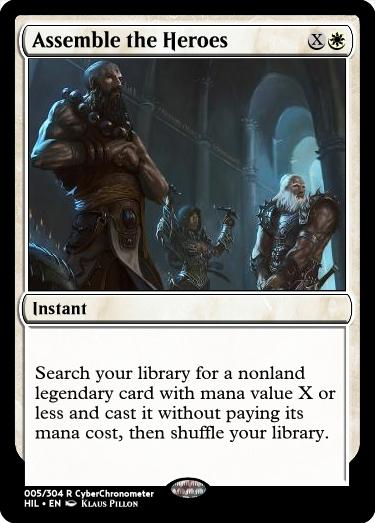 Assemble the Heroes X
Instant
Search your library for a nonland
legendary card with mana value X or
less and cast it without paying its
mana cost, then shuffle your library.
005/304 R CyberChronometer
HIL • EN Klaus Pillon